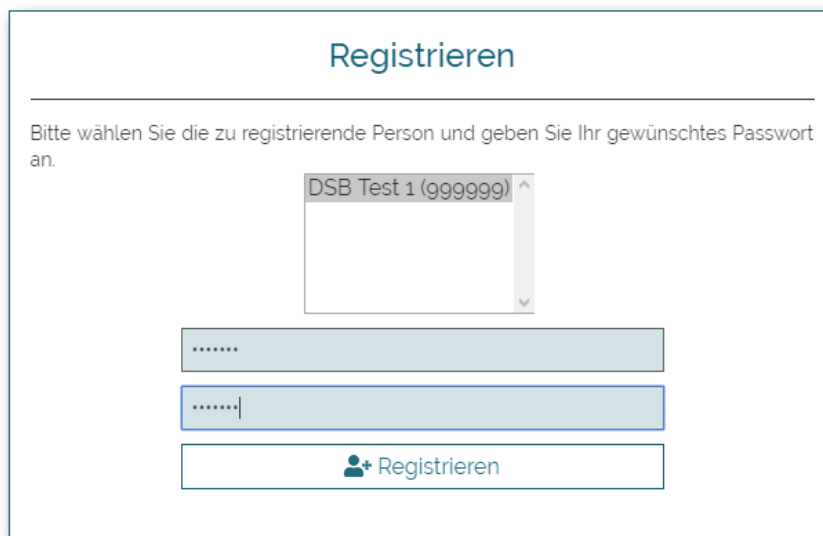 Registrieren
Bitte wählen Sie die zu registrierende Person und geben Sie Ihr gewünschtes Passwort
an.
DSB Test 1 (999999)
•••••••
•••••••
Registrieren